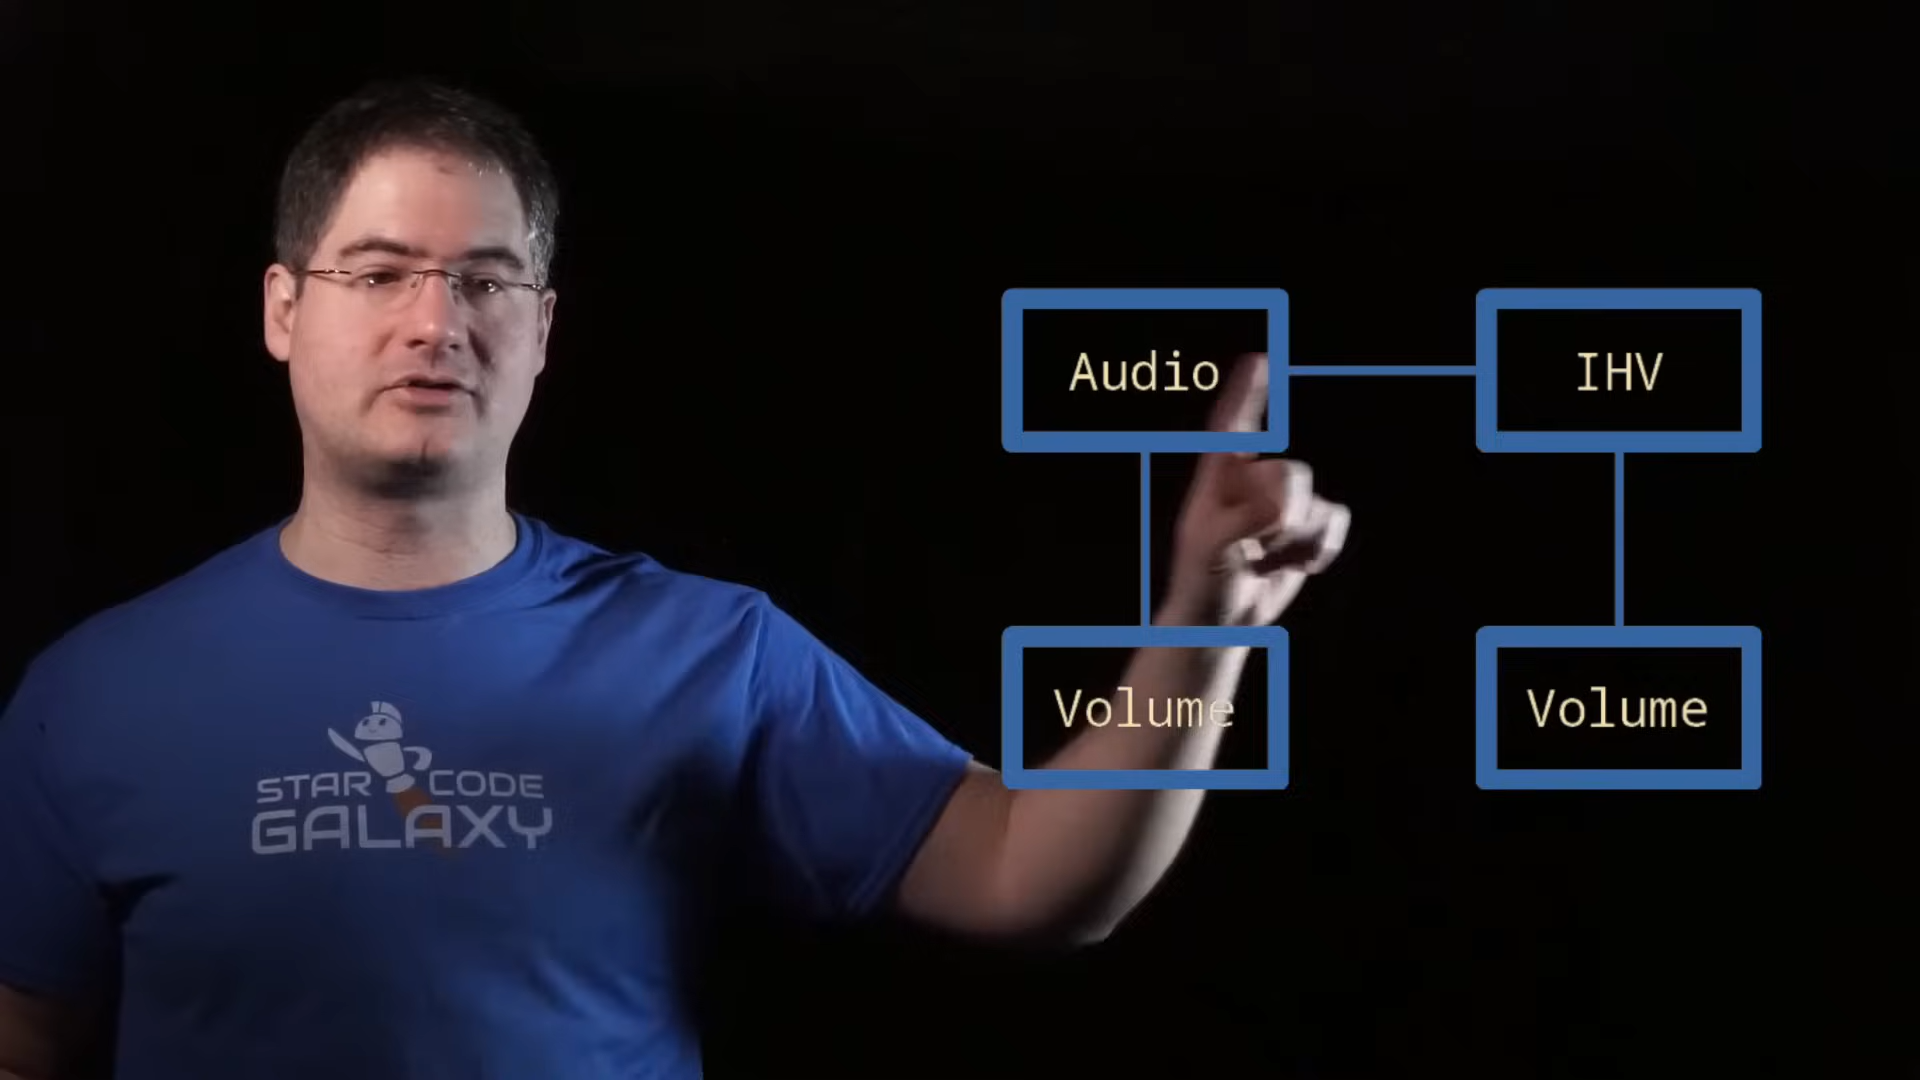 Audio
IHV
Volume
Volume
STAR CODE
GALAXY